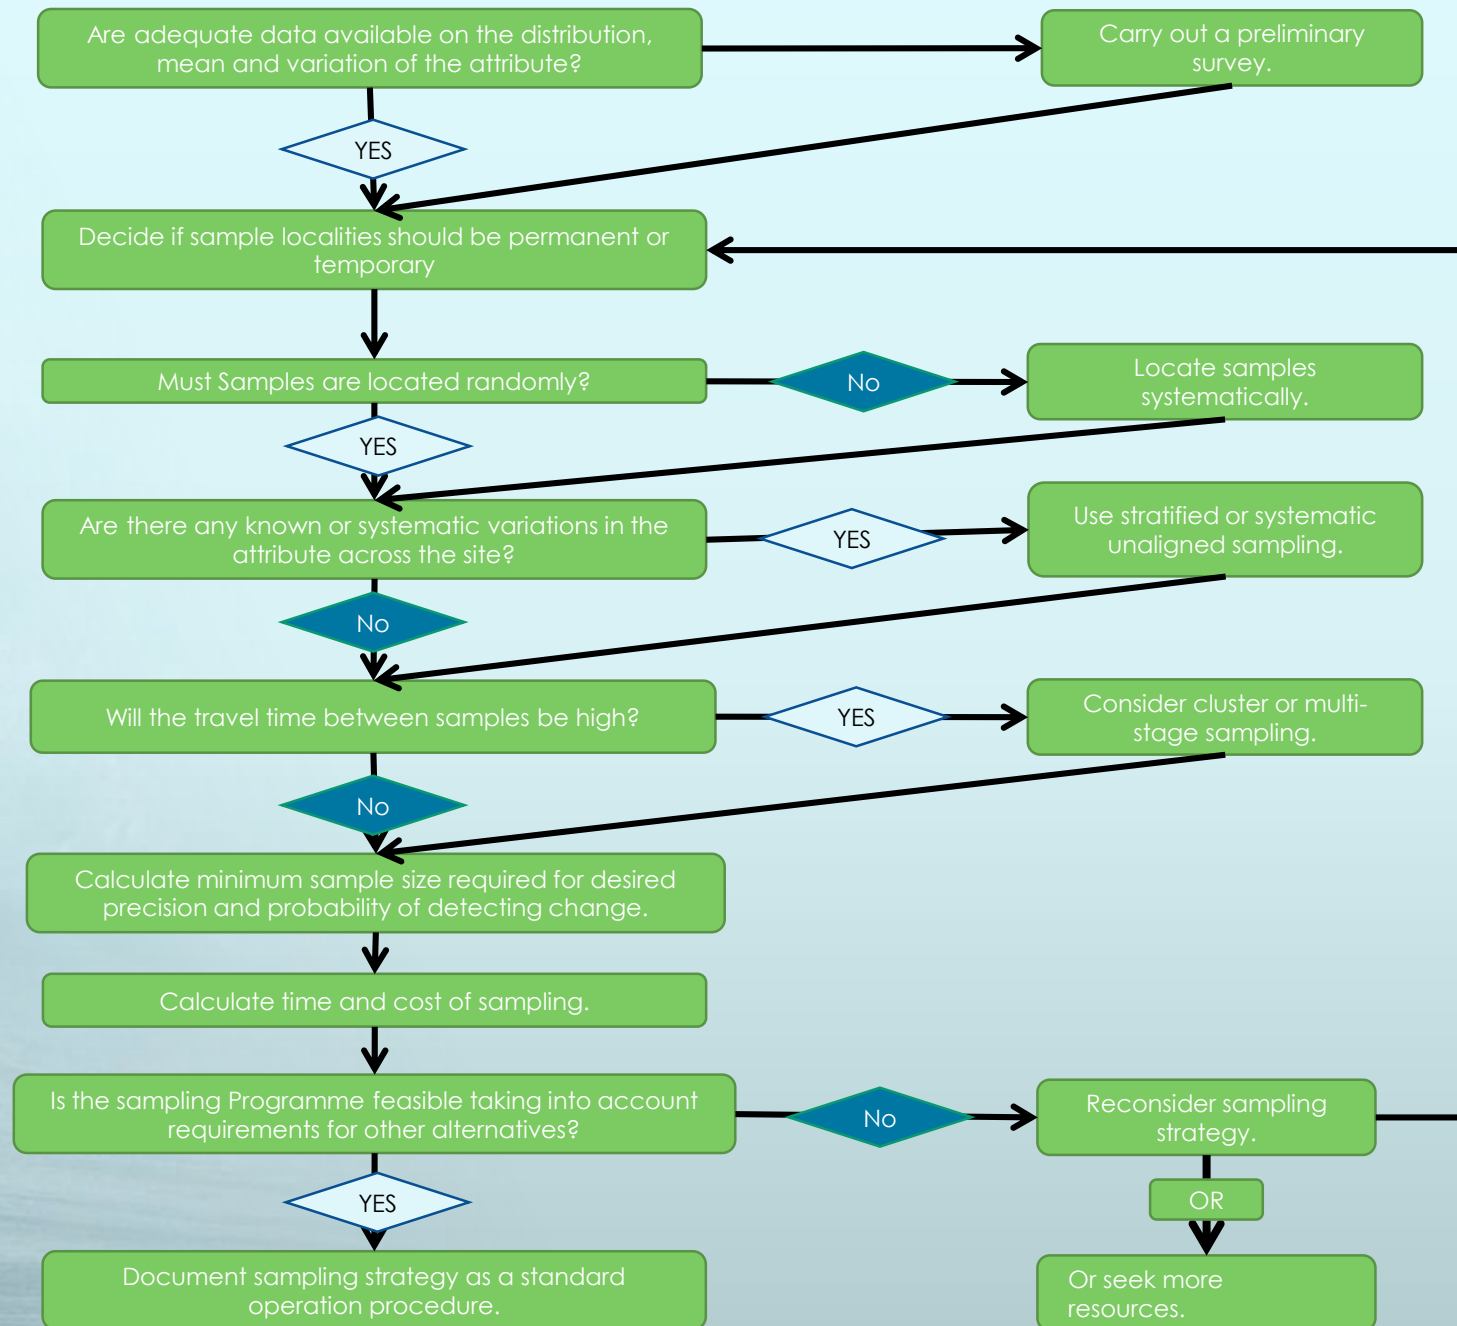 Are adequate data available on the distribution,
mean and variation of the attribute?
Carry out a preliminary
survey.
YES
Decide if sample localities should be permanent or
temporary
Must Samples are located randomly?
No
Locate samples
systematically.
YES
Are there any known or systematic variations in the
attribute across the site?
YES
Use stratified or systematic
unaligned sampling.
No
Will the travel time between samples be high?
YES
Consider cluster or multi-
stage sampling.
No
Calculate minimum sample size required for desired
precision and probability of detecting change.
Calculate time and cost of sampling.
Is the sampling Programme feasible taking into account
requirements for other alternatives?
No
Reconsider sampling
strategy.
YES
OR
Document sampling strategy as a standard
operation procedure.
Or seek more
resources.